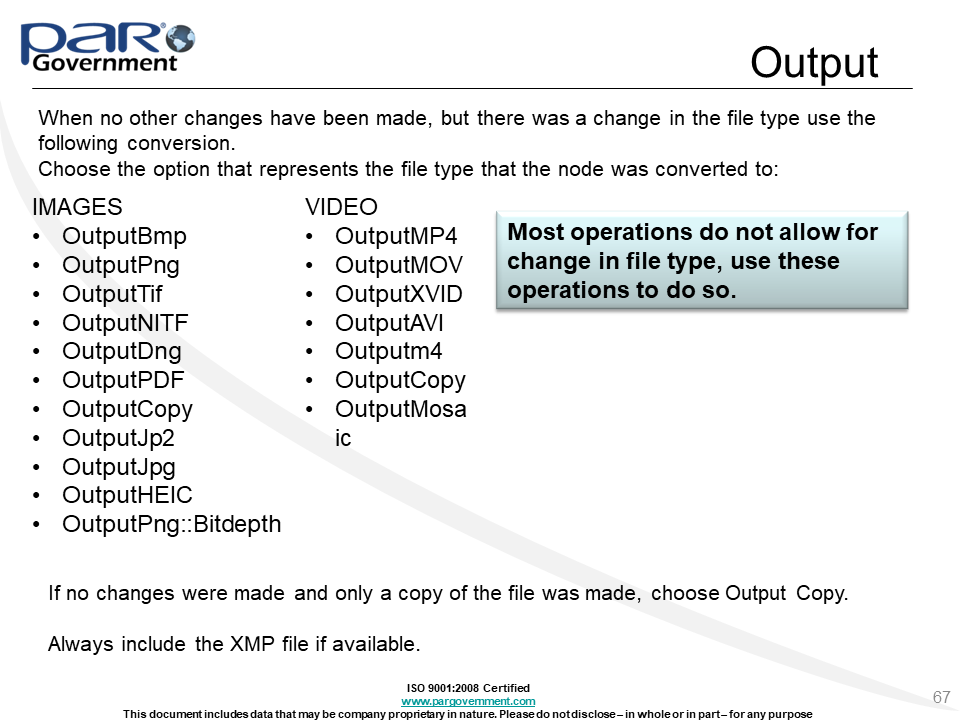 PAR® Government
Output
When no other changes have been made, but there was a change in the file type use the
following conversion.
Choose the option that represents the file type that the node was converted to:
IMAGES
• OutputBmp
• OutputPng
• OutputTif
• OutputNITF
• OutputDng
• OutputPDF
• OutputCopy
• OutputJp2
• OutputJpg
• OutputHEIC
• OutputPng::Bitdepth
VIDEO
• OutputMP4
• OutputMOV
• OutputXVID
• OutputAVI
• Outputm4
• OutputCopy
• OutputMosa
ic
Most operations do not allow for
change in file type, use these
operations to do so.
If no changes were made and only a copy of the file was made, choose Output Copy.
Always include the XMP file if available.
ISO 9001:2008 Certified
www.pargovernment.com
This document includes data that may be company proprietary in nature. Please do not disclose – in whole or in part – for any purpose
67